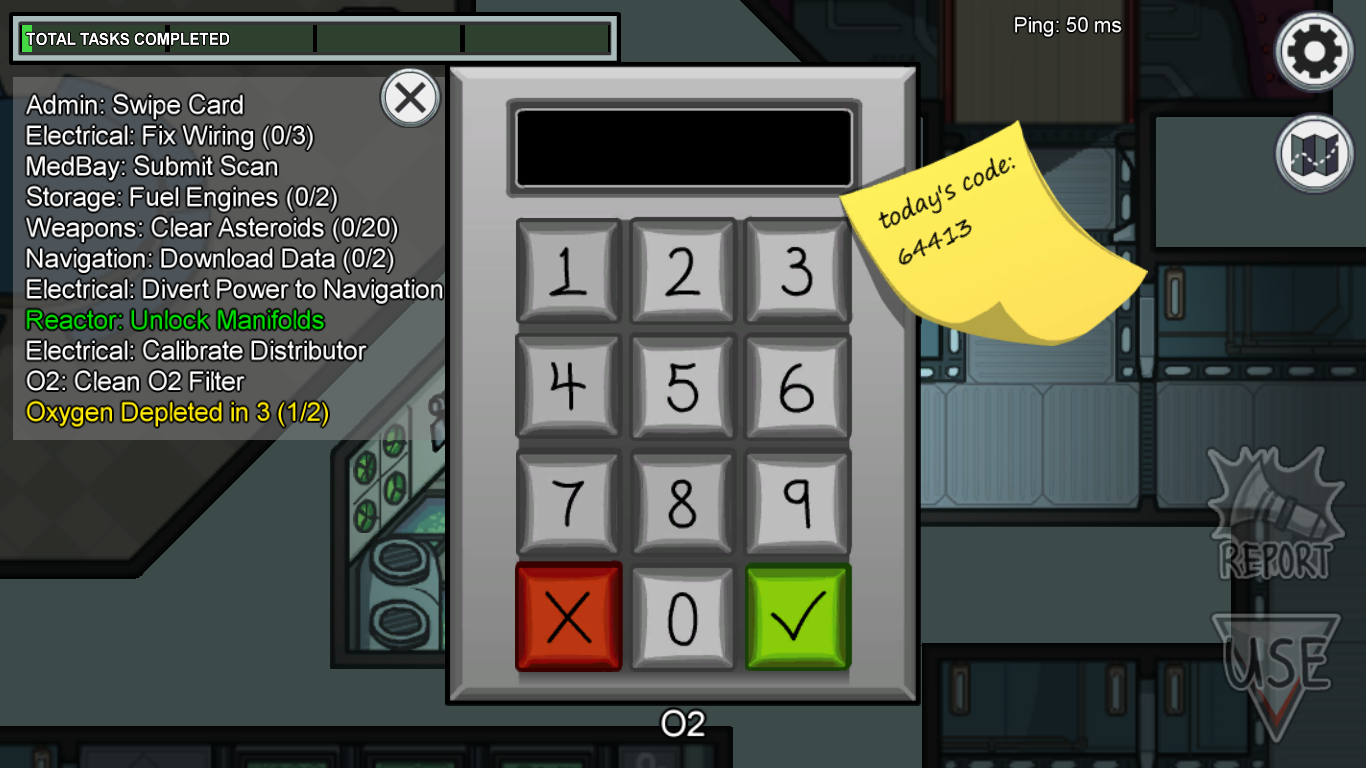 TOTAL TASKS COMPLETED
Ping: 50 ms
Admin: Swipe Card
Electrical: Fix Wiring (0/3)
MedBay: Submit Scan
Storage: Fuel Engines (0/2)
Weapons: Clear Asteroids (0/20)
Navigation: Download Data (0/2)
Electrical: Divert Power to Navigation
Reactor: Unlock Manifolds
Electrical: Calibrate Distributor
O2: Clean O2 Filter
Oxygen Depleted in 3 (1/2)
today's code:
64413
1 2 3
4 5 6
7 8 9
0
O2
REPORT
USE